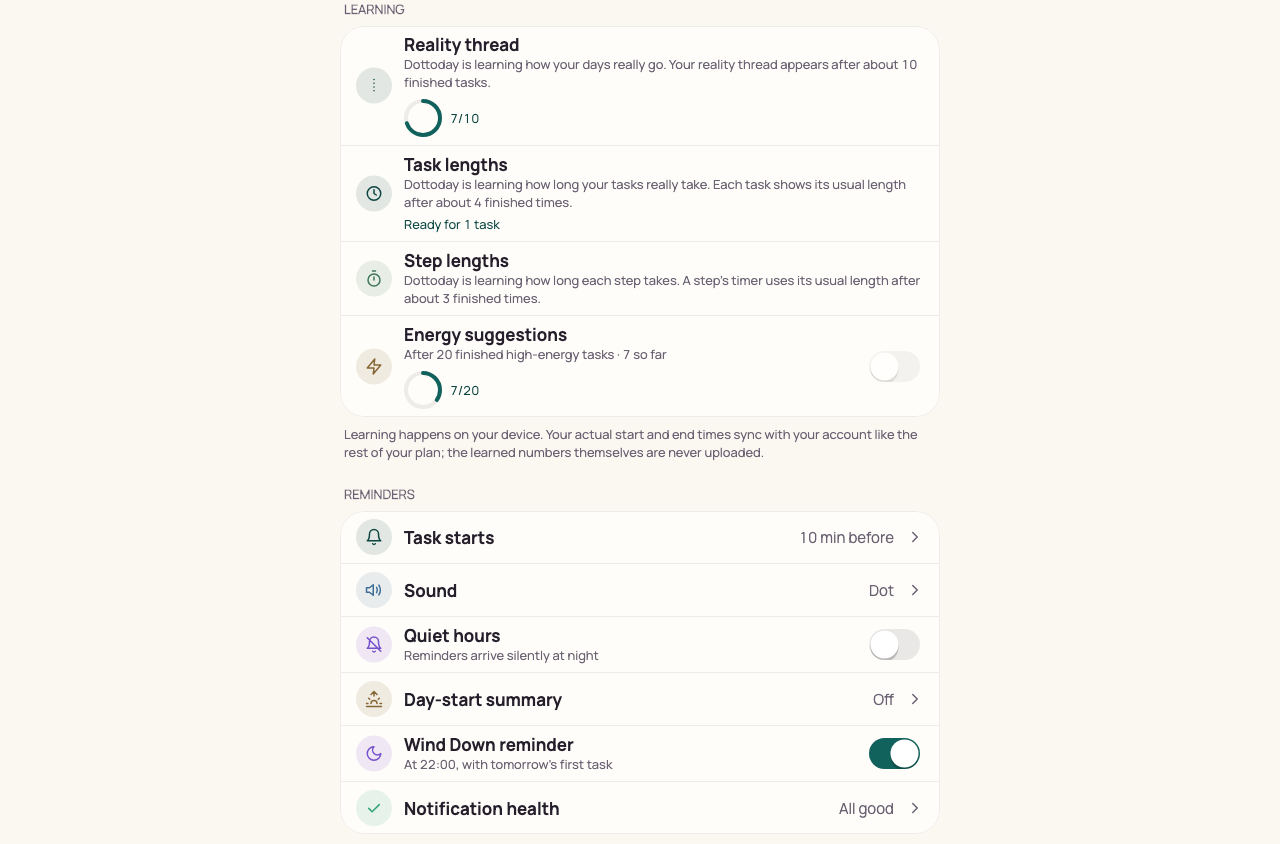 LEARNING
Reality thread
Dottoday is learning how your days really go. Your reality thread appears after about 10
finished tasks.
7/10
Task lengths
Dottoday is learning how long your tasks really take. Each task shows its usual length
after about 4 finished times.
Ready for 1 task
Step lengths
Dottoday is learning how long each step takes. A step's timer uses its usual length after
about 3 finished times.
Energy suggestions
After 20 finished high-energy tasks · 7 so far
7/20
Learning happens on your device. Your actual start and end times sync with your account like the
rest of your plan; the learned numbers themselves are never uploaded.
REMINDERS
Task starts
10 min before
Sound
Dot
Quiet hours
Reminders arrive silently at night
Day-start summary
Off
Wind Down reminder
At 22:00, with tomorrow's first task
Notification health
All good